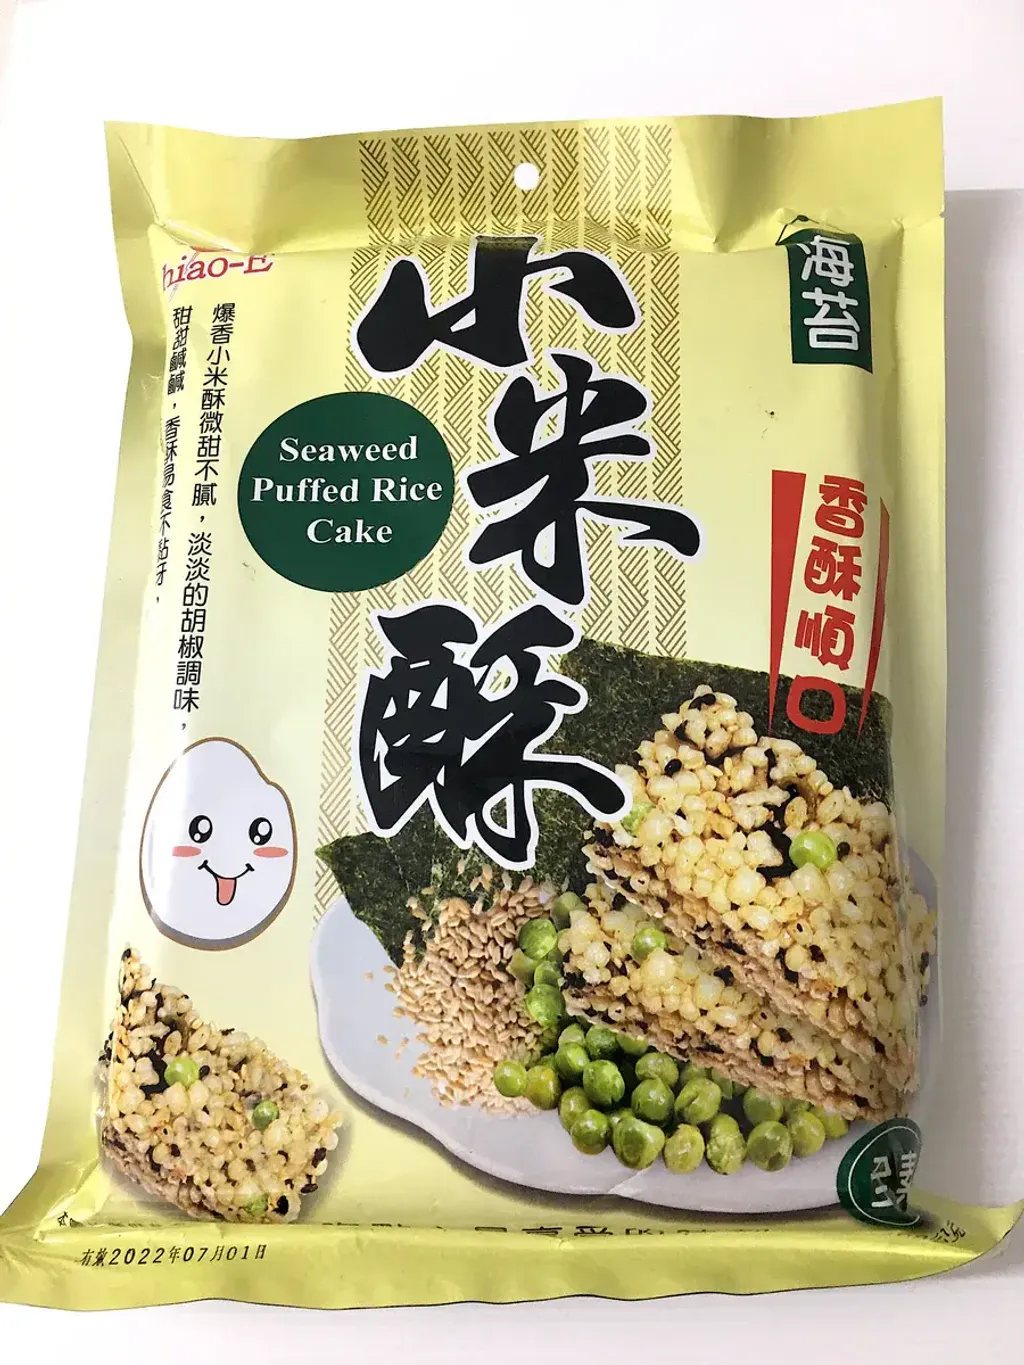 hiao-E
海苔
小米酥
Seaweed
Puffed Rice
Cake
香酥順口
爆香小米酥微甜不膩，淡淡的胡椒調味，
甜甜鹹鹹，香酥易食不黏牙，
有效2022年07月01日